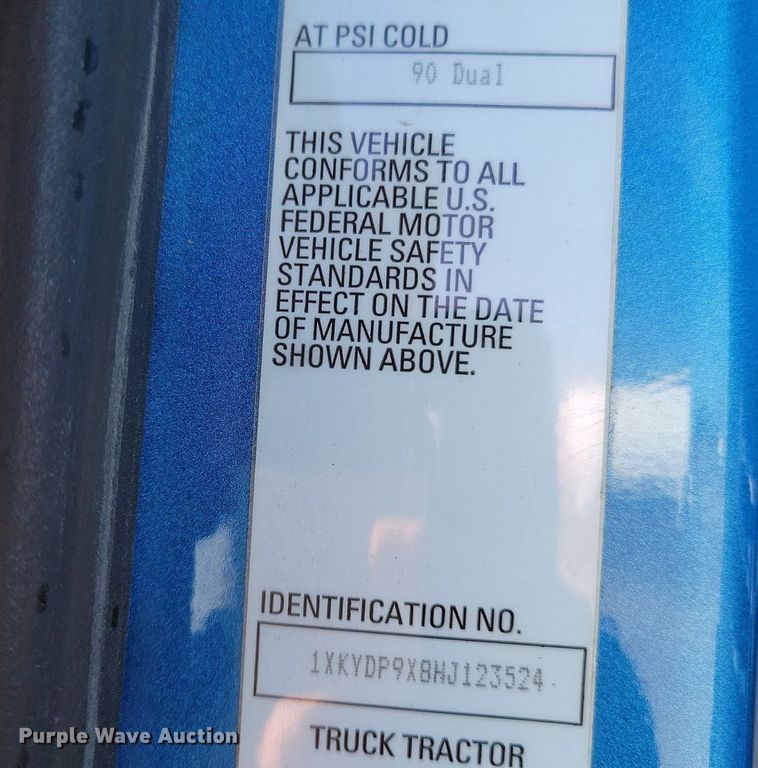 AT PSI COLD
90 Dual
THIS VEHICLE
CONFORMS TO ALL
APPLICABLE U.S.
FEDERAL MOTOR
VEHICLE SAFETY
STANDARDS IN
EFFECT ON THE DATE
OF MANUFACTURE
SHOWN ABOVE.
IDENTIFICATION NO.
1XKYDP9X8HJ123524
TRUCK TRACTOR
Purple Wave Auction